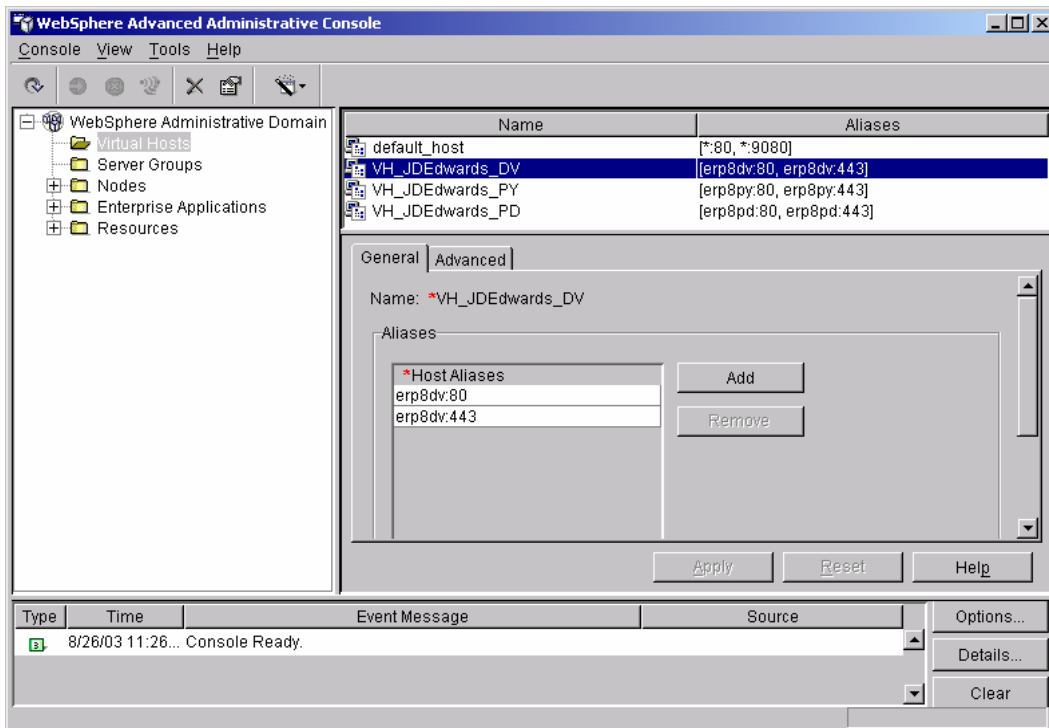 WebSphere Advanced Administrative Console
Console View Tools Help
WebSphere Administrative Domain
Virtual Hosts
Server Groups
Nodes
Enterprise Applications
Resources
Name Aliases
default_host [*:80, *:9080]
VH_JDEdwards_DV [erp8dv:80, erp8dv:443]
VH_JDEdwards_PY [erp8py:80, erp8py:443]
VH_JDEdwards_PD [erp8pd:80, erp8pd:443]
General Advanced
Name: *VH_JDEdwards_DV
Aliases
*Host Aliases
erp8dv:80
erp8dv:443
Add
Remove
Apply Reset Help
Type Time Event Message Source
8/26/03 11:26... Console Ready.
Options...
Details...
Clear